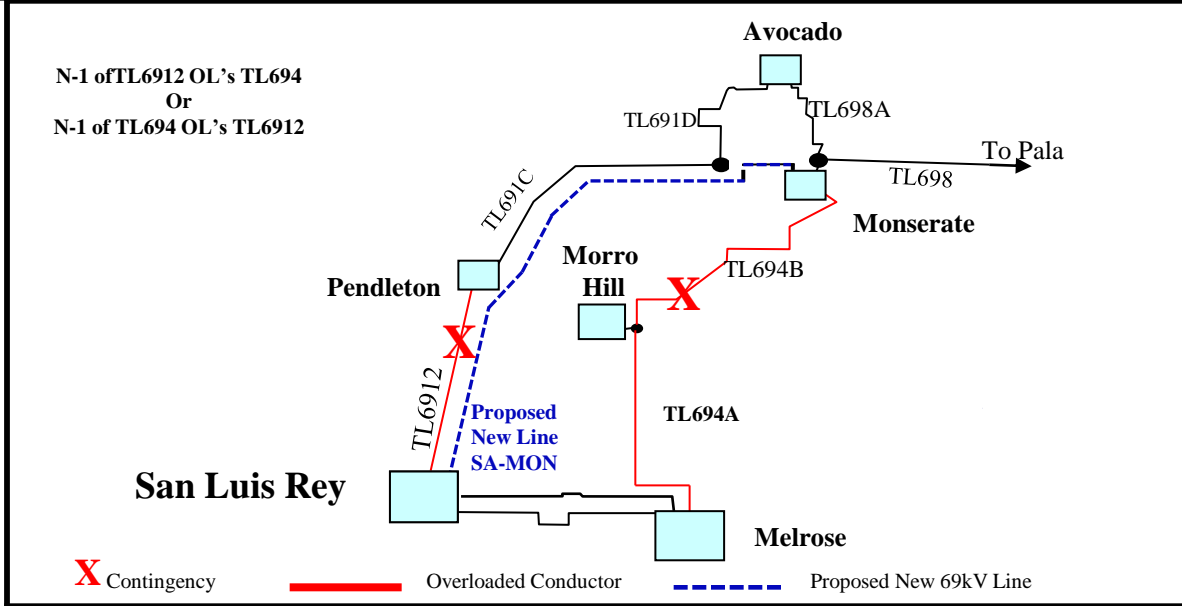 Avocado
N-1 ofTL6912 OL's TL694
Or
N-1 of TL694 OL's TL6912
TL691D
TL698A
To Pala
TL698
TL691C
Monserate
Morro
Hill
TL694B
Pendleton
X
X
TL6912
Proposed
New Line
SA-MON
TL694A
San Luis Rey
Melrose
X Contingency
Overloaded Conductor
Proposed New 69kV Line